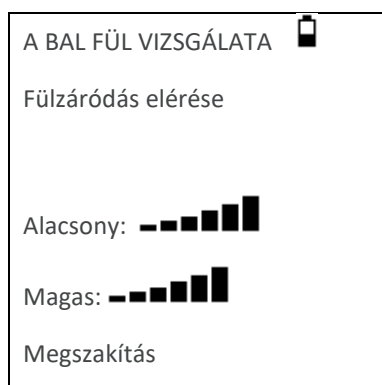 A BAL FÜL VIZSGÁLATA
Fülzáródás elérése
Alacsony:
Magas:
Megszakítás